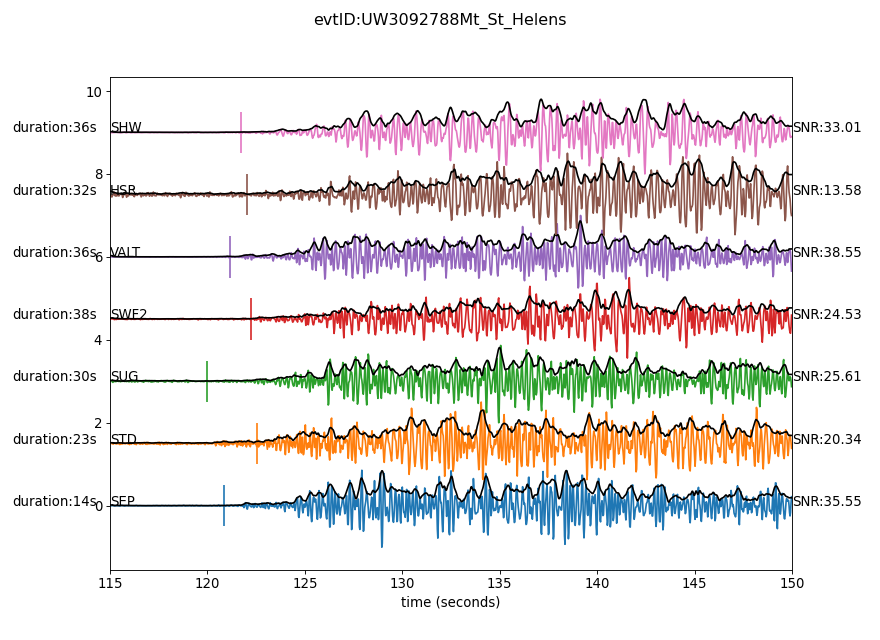 evtID:UW3092788Mt_St_Helens
10
duration:36s SHW SNR:33.01
8
duration:32s HSR SNR:13.58
duration:36s VALT SNR:38.55
6
duration:38s SWF2 SNR:24.53
4
duration:30s SUG SNR:25.61
2
duration:23s STD SNR:20.34
duration:14s SEP SNR:35.55
0
115 120 125 130 135 140 145 150
time (seconds)